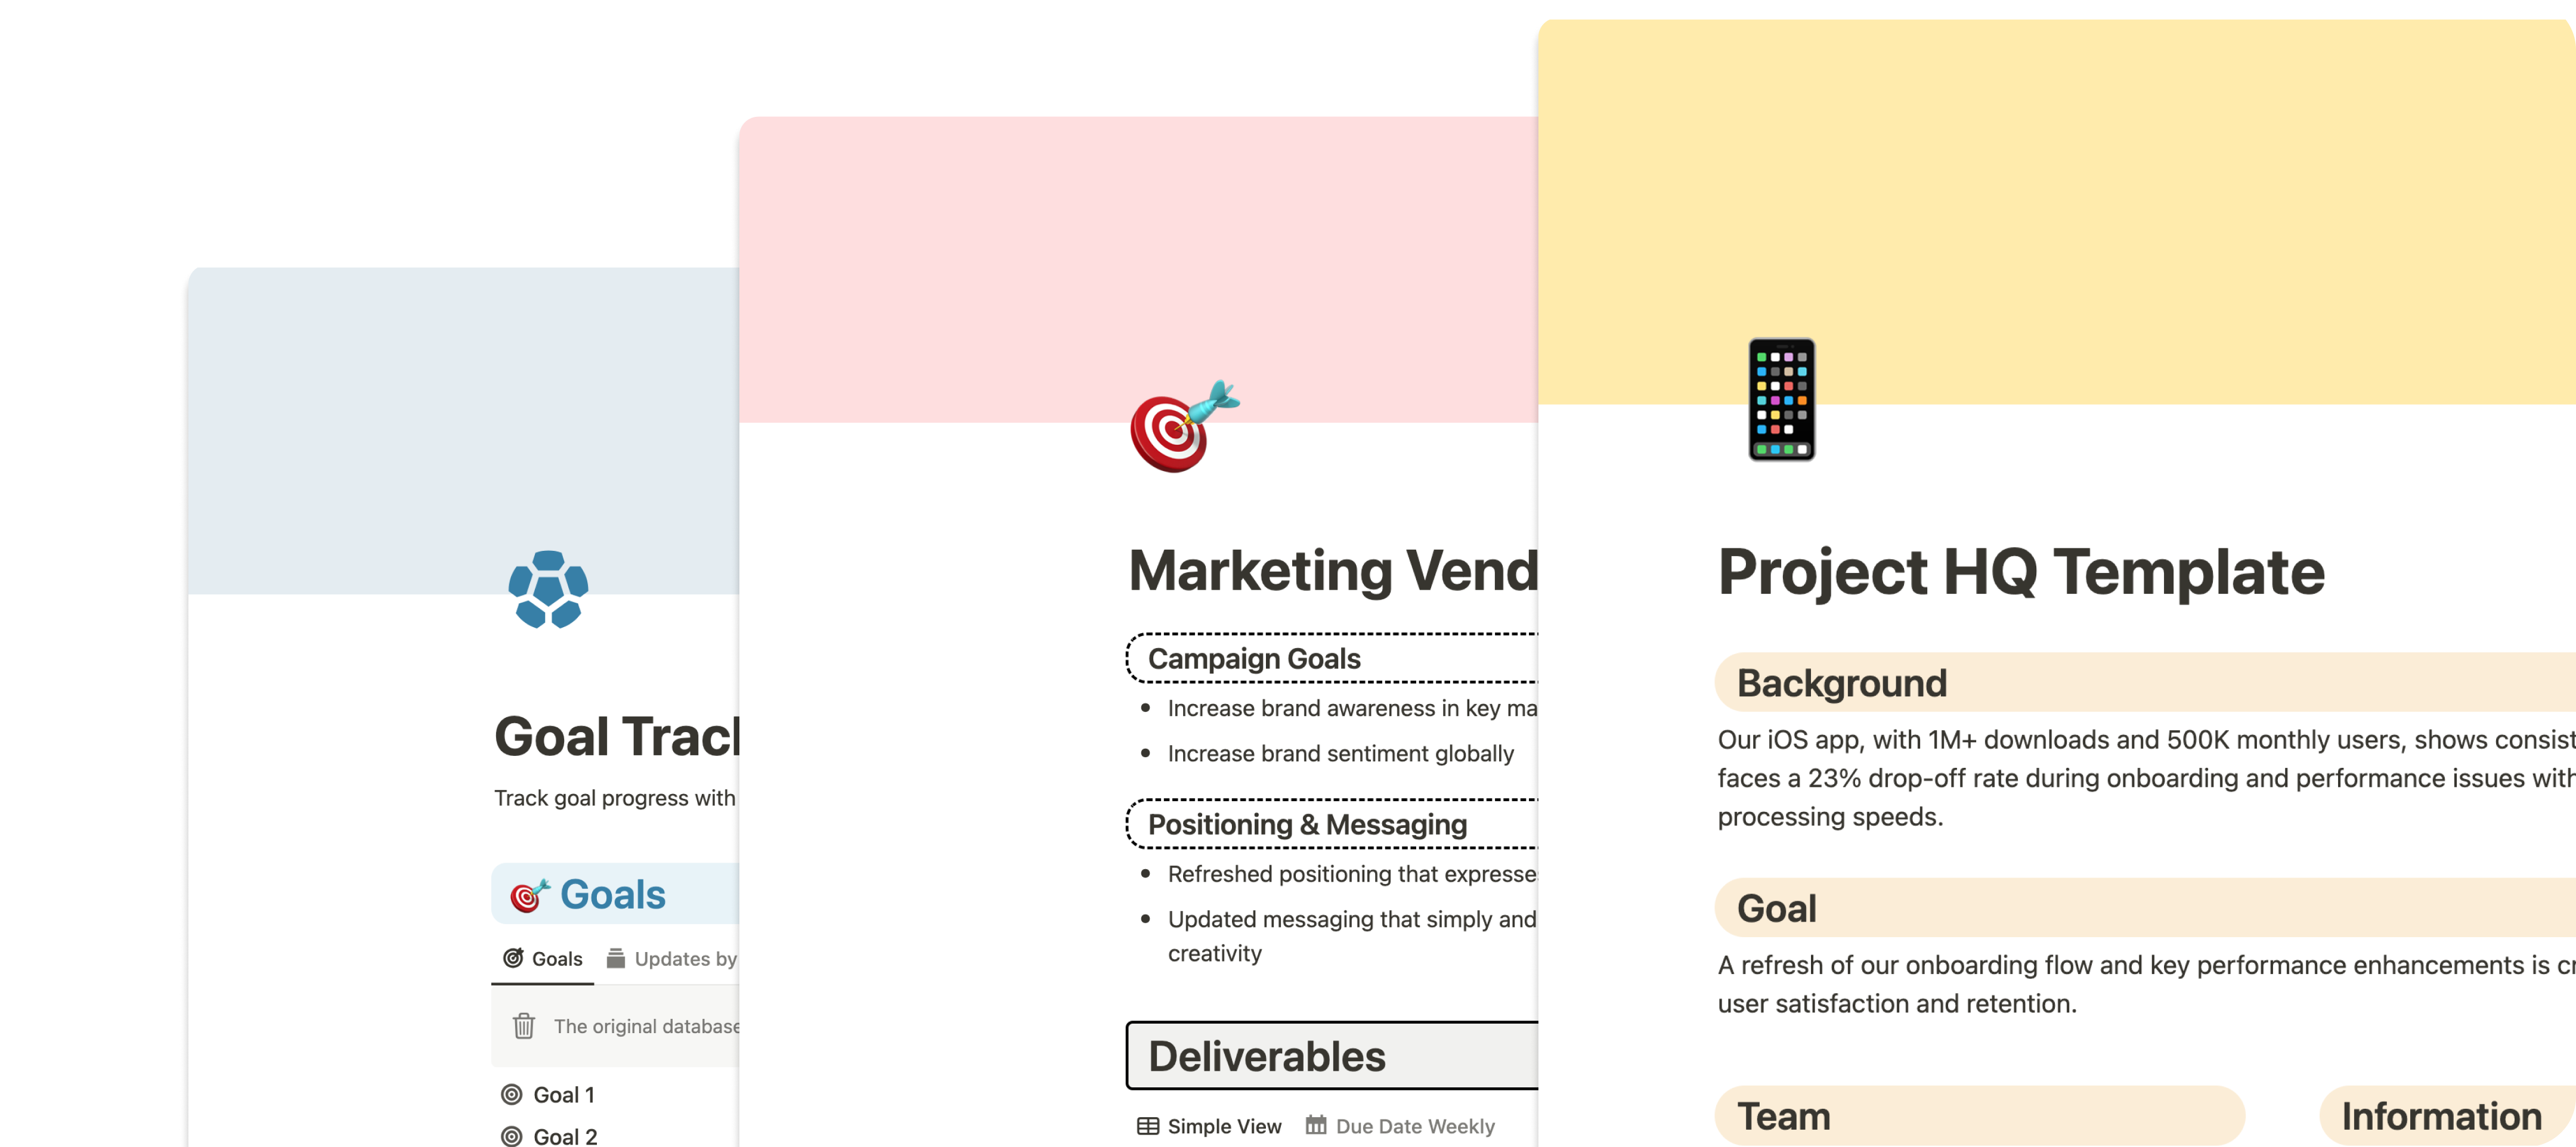 Goal Track
Track goal progress with
Goals
Goals Updates by
The original database
Goal 1
Goal 2
Marketing Vend
Campaign Goals
Increase brand awareness in key ma
Increase brand sentiment globally
Positioning & Messaging
Refreshed positioning that expresse
Updated messaging that simply and
creativity
Deliverables
Simple View Due Date Weekly
Project HQ Template
Background
Our iOS app, with 1M+ downloads and 500K monthly users, shows consist
faces a 23% drop-off rate during onboarding and performance issues with
processing speeds.
Goal
A refresh of our onboarding flow and key performance enhancements is cr
user satisfaction and retention.
Team Information